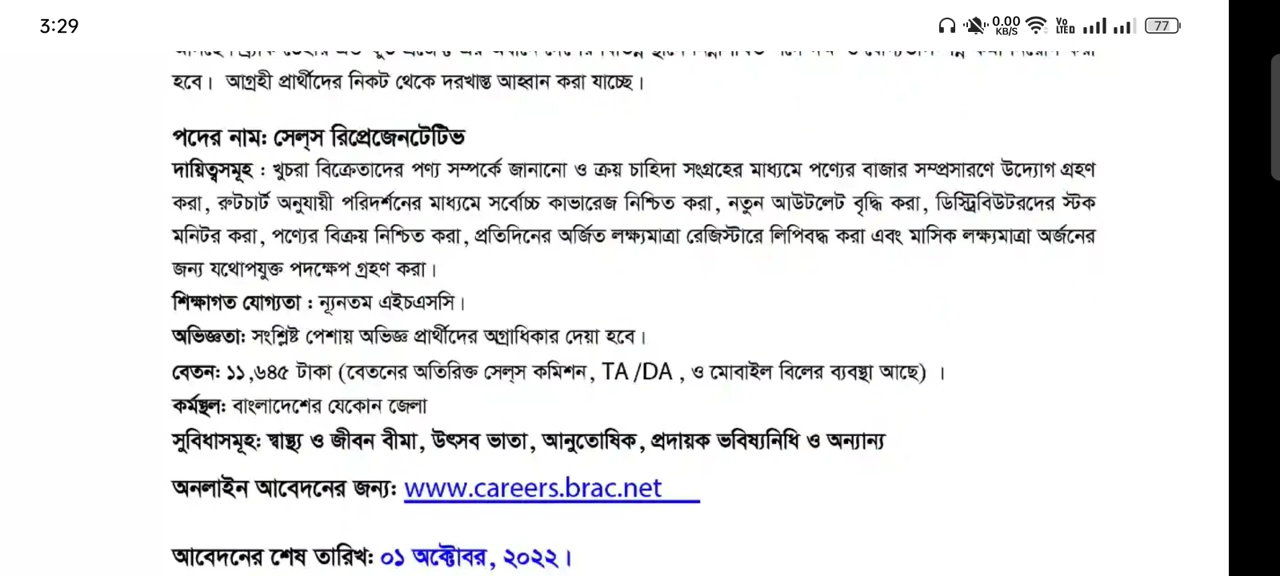 3:29
0.00 KB/S
Vo LTED
77
হবে। আগ্রহী প্রার্থীদের নিকট থেকে দরখাস্ত আহ্বান করা যাচ্ছে।
পদের নাম: সেল্স রিপ্রেজেনটেটিভ
দায়িত্বসমূহ : খুচরা বিক্রেতাদের পণ্য সম্পর্কে জানানো ও ক্রয় চাহিদা সংগ্রহের মাধ্যমে পণ্যের বাজার সম্প্রসারণে উদ্যোগ গ্রহণ
করা, রুটচার্ট অনুযায়ী পরিদর্শনের মাধ্যমে সর্বোচ্চ কাভারেজ নিশ্চিত করা, নতুন আউটলেট বৃদ্ধি করা, ডিস্ট্রিবিউটরদের স্টক
মনিটর করা, পণ্যের বিক্রয় নিশ্চিত করা, প্রতিদিনের অর্জিত লক্ষ্যমাত্রা রেজিস্টারে লিপিবদ্ধ করা এবং মাসিক লক্ষ্যমাত্রা অর্জনের
জন্য যথোপযুক্ত পদক্ষেপ গ্রহণ করা।
শিক্ষাগত যোগ্যতা : ন্যূনতম এইচএসসি।
অভিজ্ঞতা: সংশ্লিষ্ট পেশায় অভিজ্ঞ প্রার্থীদের অগ্রাধিকার দেয়া হবে।
বেতন: ১১,৬৪৫ টাকা (বেতনের অতিরিক্ত সেল্স কমিশন, TA /DA , ও মোবাইল বিলের ব্যবস্থা আছে) ।
কর্মস্থল: বাংলাদেশের যেকোন জেলা
সুবিধাসমূহ: স্বাস্থ্য ও জীবন বীমা, উৎসব ভাতা, আনুতোষিক, প্রদায়ক ভবিষ্যনিধি ও অন্যান্য
অনলাইন আবেদনের জন্য: www.careers.brac.net
আবেদনের শেষ তারিখ: ০১ অক্টোবর, ২০২২।